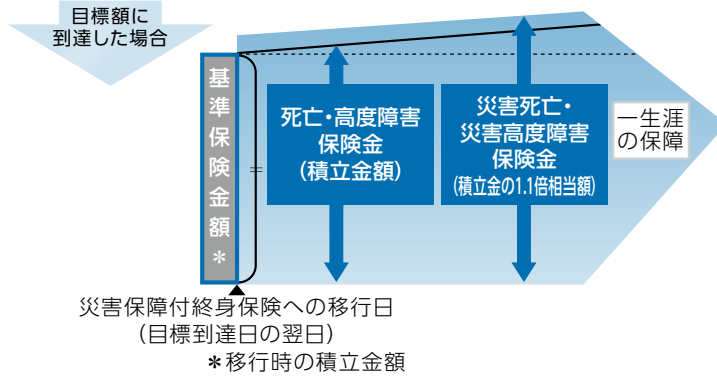 目標額に
到達した場合
基準保険金額＊
＝
死亡・高度障害
保険金
(積立金額)
災害死亡・
災害高度障害
保険金
(積立金の1.1倍相当額)
一生涯
の保障
災害保障付終身保険への移行日
(目標到達日の翌日)
＊移行時の積立金額